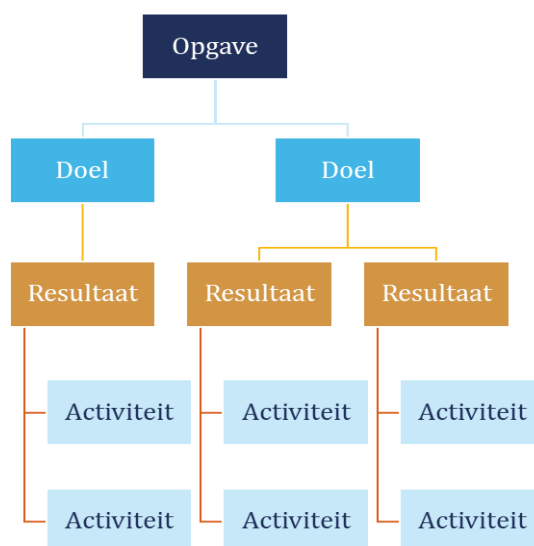 Opgave
Doel
Doel
Resultaat
Resultaat
Resultaat
Activiteit
Activiteit
Activiteit
Activiteit
Activiteit
Activiteit